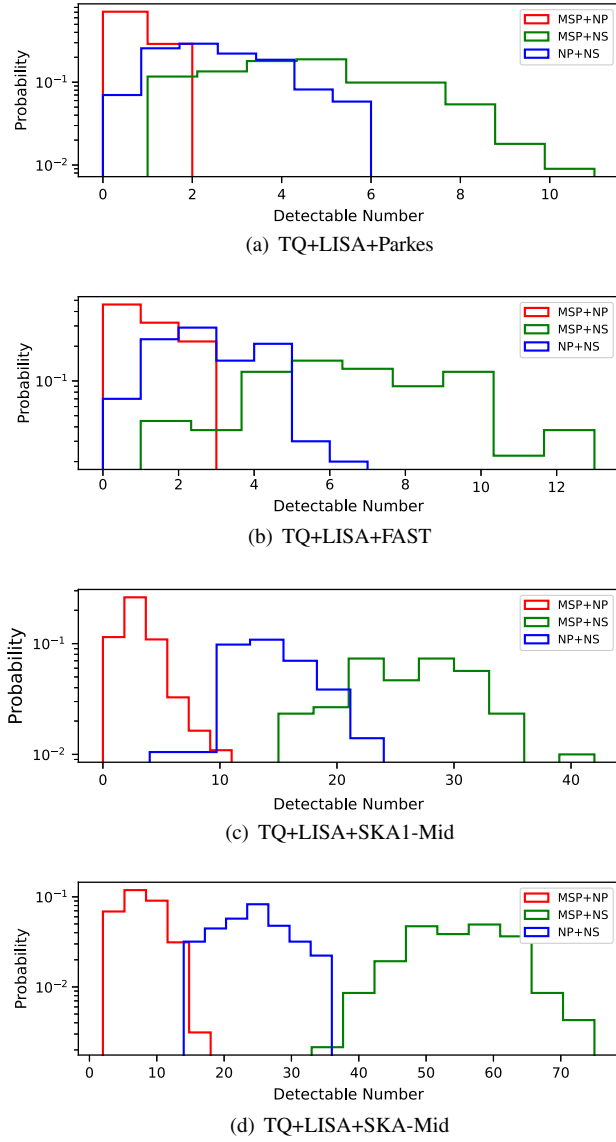 MSP+NP
MSP+NS
NP+NS
10⁻¹
10⁻²
Probability
0 2 4 6 8 10
Detectable Number
(a) TQ+LISA+Parkes
MSP+NP
MSP+NS
NP+NS
10⁻¹
Probability
0 2 4 6 8 10 12
Detectable Number
(b) TQ+LISA+FAST
MSP+NP
MSP+NS
NP+NS
10⁻¹
10⁻²
Probability
0 10 20 30 40
Detectable Number
(c) TQ+LISA+SKA1-Mid
MSP+NP
MSP+NS
NP+NS
10⁻¹
10⁻²
Probability
0 10 20 30 40 50 60 70
Detectable Number
(d) TQ+LISA+SKA-Mid